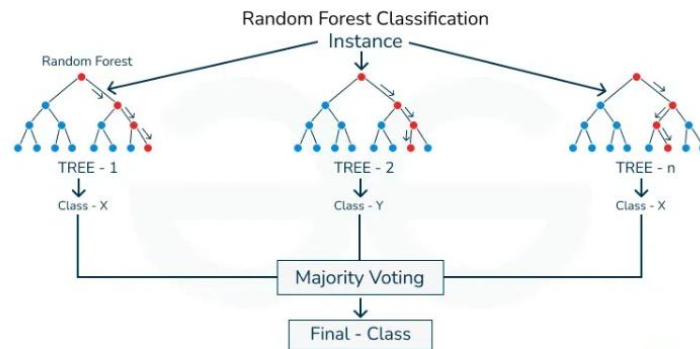 Random Forest Classification
Instance
Random Forest
TREE - 1
TREE - 2
TREE - n
Class - X
Class - Y
Class - X
Majority Voting
Final - Class